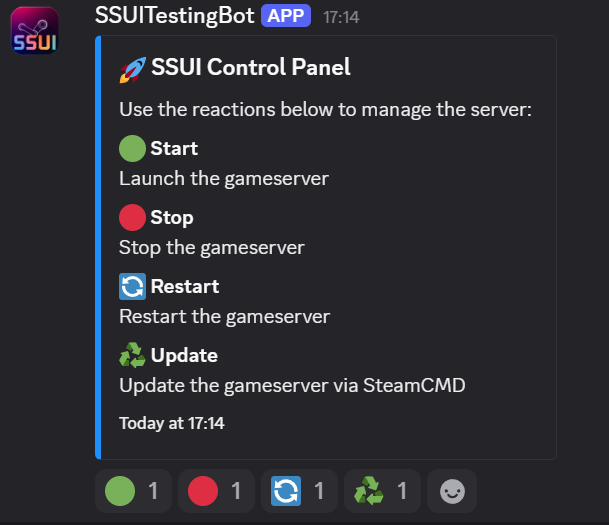 SSUITestingBot APP 17:14
SSUI
🚀 SSUI Control Panel
Use the reactions below to manage the server:
🟢 Start
Launch the gameserver
🔴 Stop
Stop the gameserver
🔄 Restart
Restart the gameserver
♻️ Update
Update the gameserver via SteamCMD
Today at 17:14
🟢 1 🔴 1 🔄 1 ♻️ 1